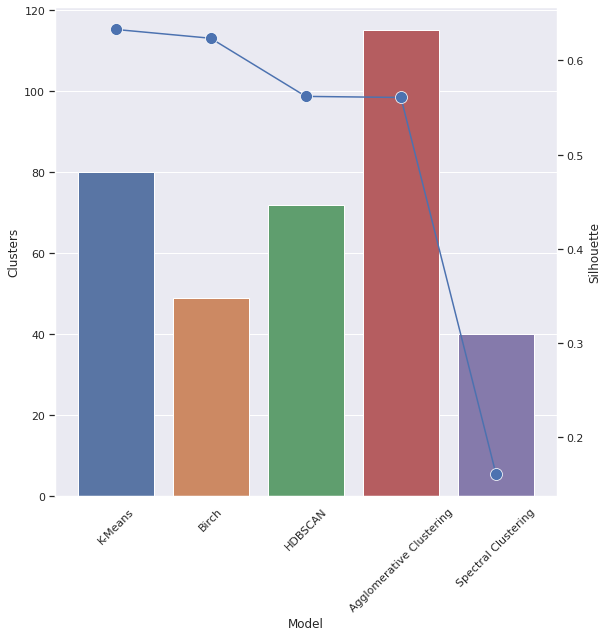 120
100
80
60
40
20
0
Clusters
0.6
0.5
0.4
0.3
0.2
Silhouette
K-Means
Birch
HDBSCAN
Agglomerative Clustering
Spectral Clustering
Model